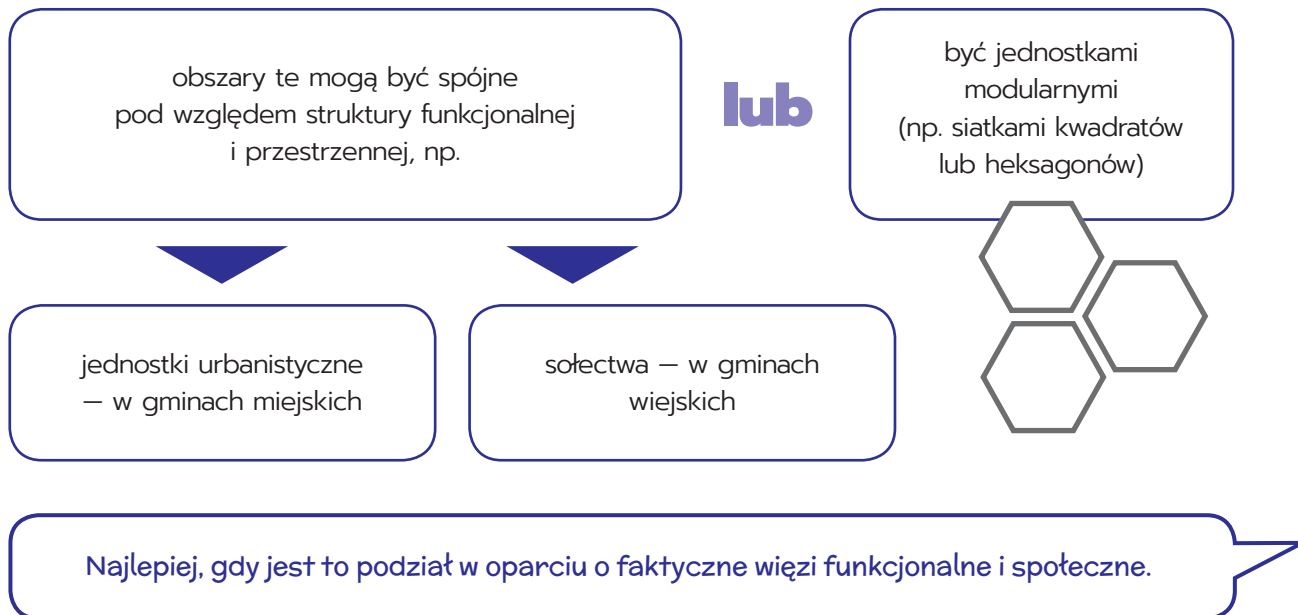 obszary te mogą być spójne
pod względem struktury funkcjonalnej
i przestrzennej, np.
lub
być jednostkami
modularnymi
(np. siatkami kwadratów
lub heksagonów)
jednostki urbanistyczne
— w gminach miejskich
sołectwa — w gminach
wiejskich
Najlepiej, gdy jest to podział w oparciu o faktyczne więzi funkcjonalne i społeczne.